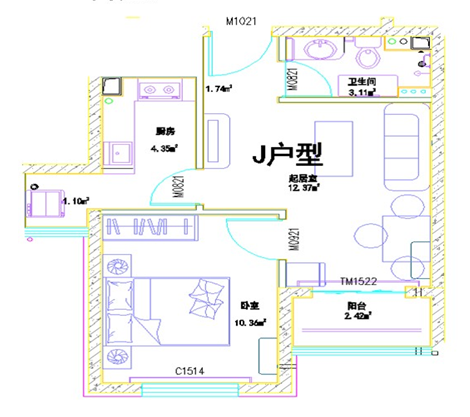 M1021
1.74㎡
M0821
卫生间
3.11㎡
厨房
4.35㎡
J户型
起居室
12.37㎡
M0821
1.10㎡
M0921
TM1522
卧室
10.36㎡
阳台
2.42㎡
C1514